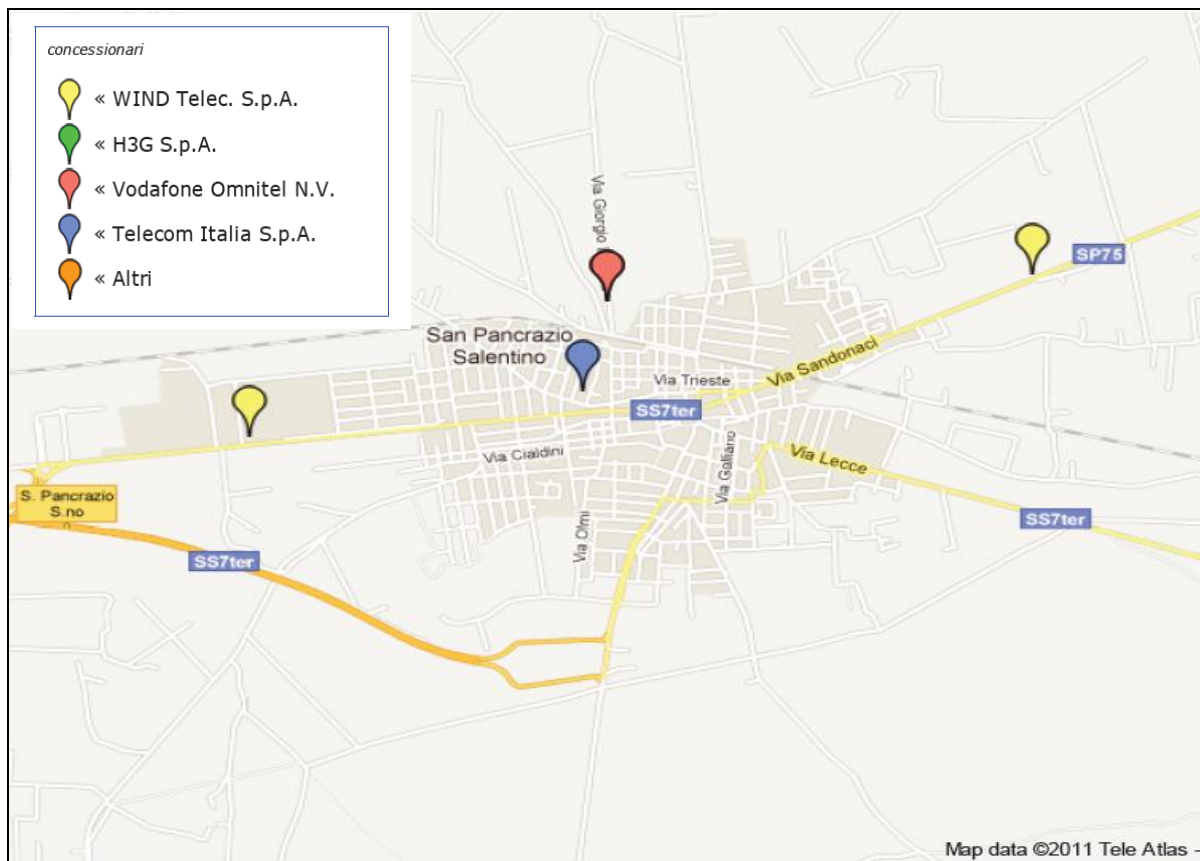 concessionari
« WIND Telec. S.p.A.
« H3G S.p.A.
« Vodafone Omnitel N.V.
« Telecom Italia S.p.A.
« Altri
Via Giorgio
SP75
San Pancrazio
Salentino
Via Sandonaci
Via Trieste
SS7ter
Via Cialdini
Via Galliano
Via Lecce
S. Pancrazio
S.no
SS7ter
Via Olmi
SS7ter
Map data ©2011 Tele Atlas -